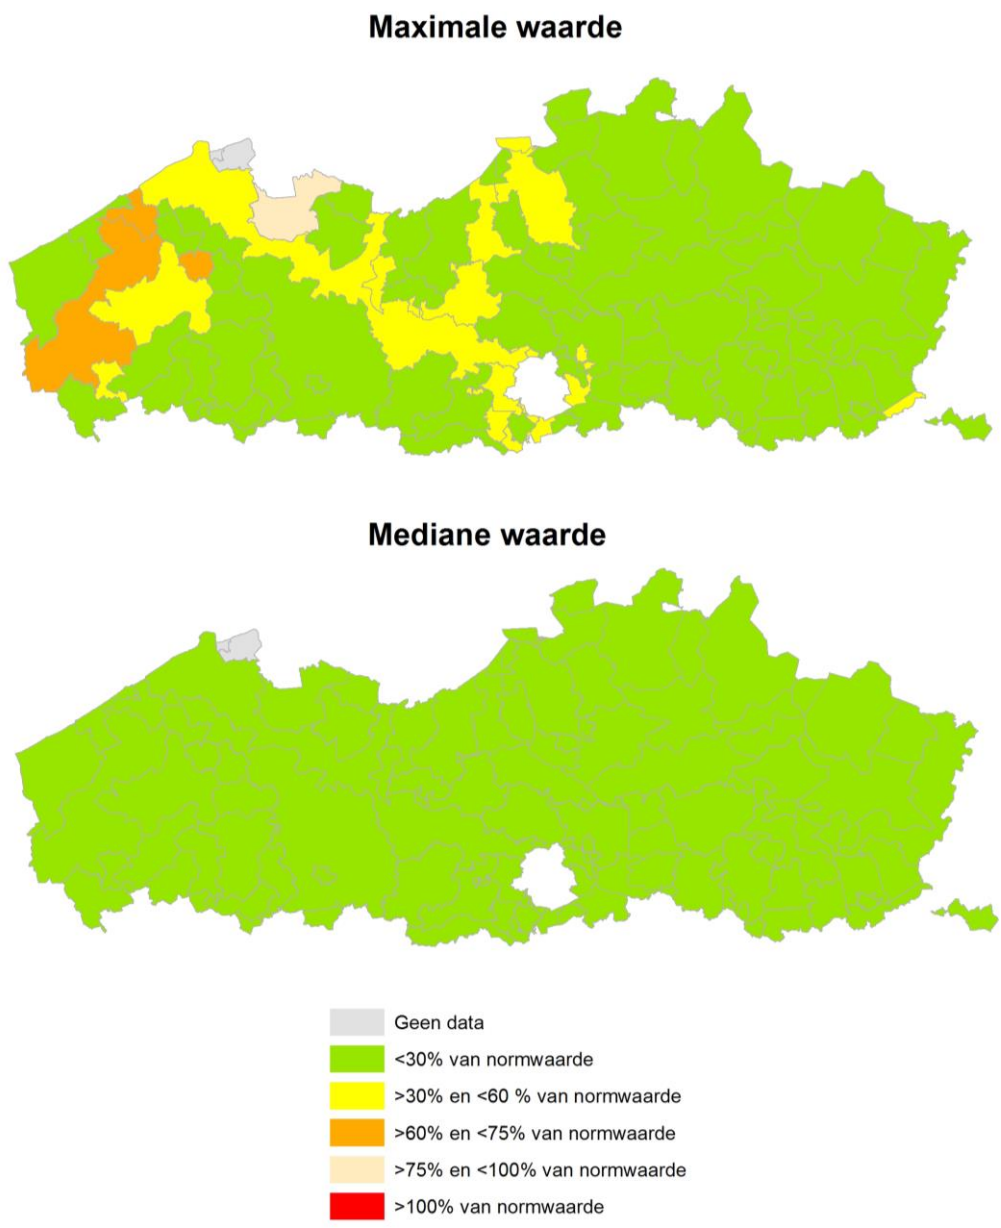 Maximale waarde
Mediane waarde
Geen data
<30% van normwaarde
>30% en <60 % van normwaarde
>60% en <75% van normwaarde
>75% en <100% van normwaarde
>100% van normwaarde